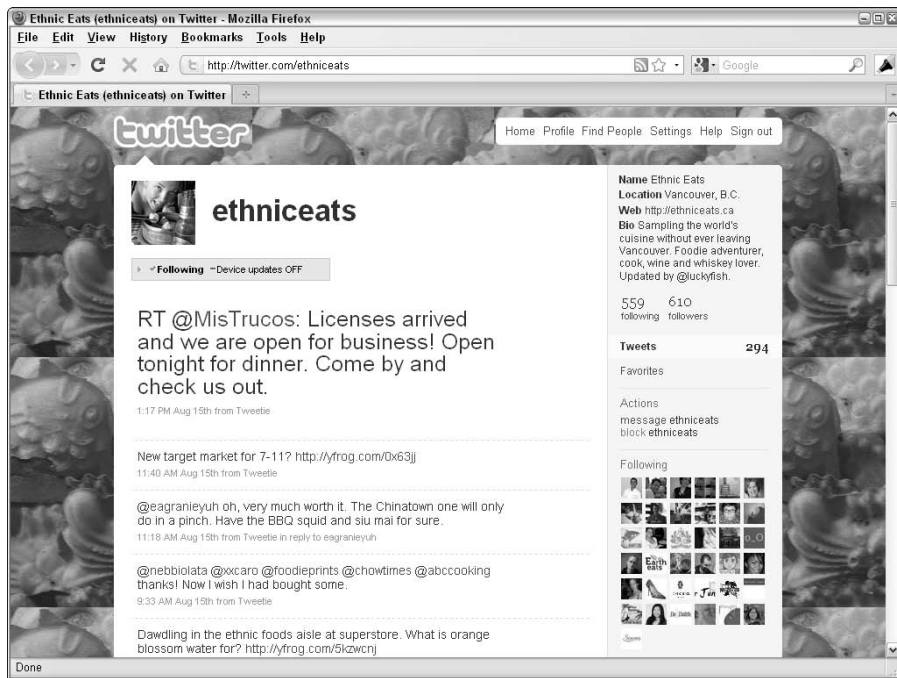 Ethnic Eats (ethniceats) on Twitter - Mozilla Firefox
File Edit View History Bookmarks Tools Help
http://twitter.com/ethniceats
Google
Ethnic Eats (ethniceats) on Twitter
twitter
Home Profile Find People Settings Help Sign out
ethniceats
Following Device updates OFF
RT @MisTrucos: Licenses arrived
and we are open for business! Open
tonight for dinner. Come by and
check us out.
1:17 PM Aug 15th from Tweetie
New target market for 7-11? http://yfrog.com/0x63jj
11:40 AM Aug 15th from Tweetie
@eagranieyuh oh, very much worth it. The Chinatown one will only
do in a pinch. Have the BBQ squid and siu mai for sure.
11:18 AM Aug 15th from Tweetie in reply to eagranieyuh
@nebbiolata @xxcaro @foodieprints @chowtimes @abccooking
thanks! Now I wish I had bought some.
9:33 AM Aug 15th from Tweetie
Dawdling in the ethnic foods aisle at superstore. What is orange
blossom water for? http://yfrog.com/5kzwcnj
Name Ethnic Eats
Location Vancouver, B.C.
Web http://ethniceats.ca
Bio Sampling the world's
cuisine without ever leaving
Vancouver. Foodie adventurer,
cook, wine and whiskey lover.
Updated by @luckyfish.
559 610
following followers
Tweets 294
Favorites
Actions
message ethniceats
block ethniceats
Following
o_O
Earth
eats
Done